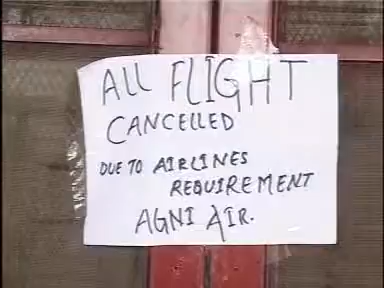 ALL FLIGHT
CANCELLED
DUE TO AIRLINES
REQUIREMENT
AGNI AIR.